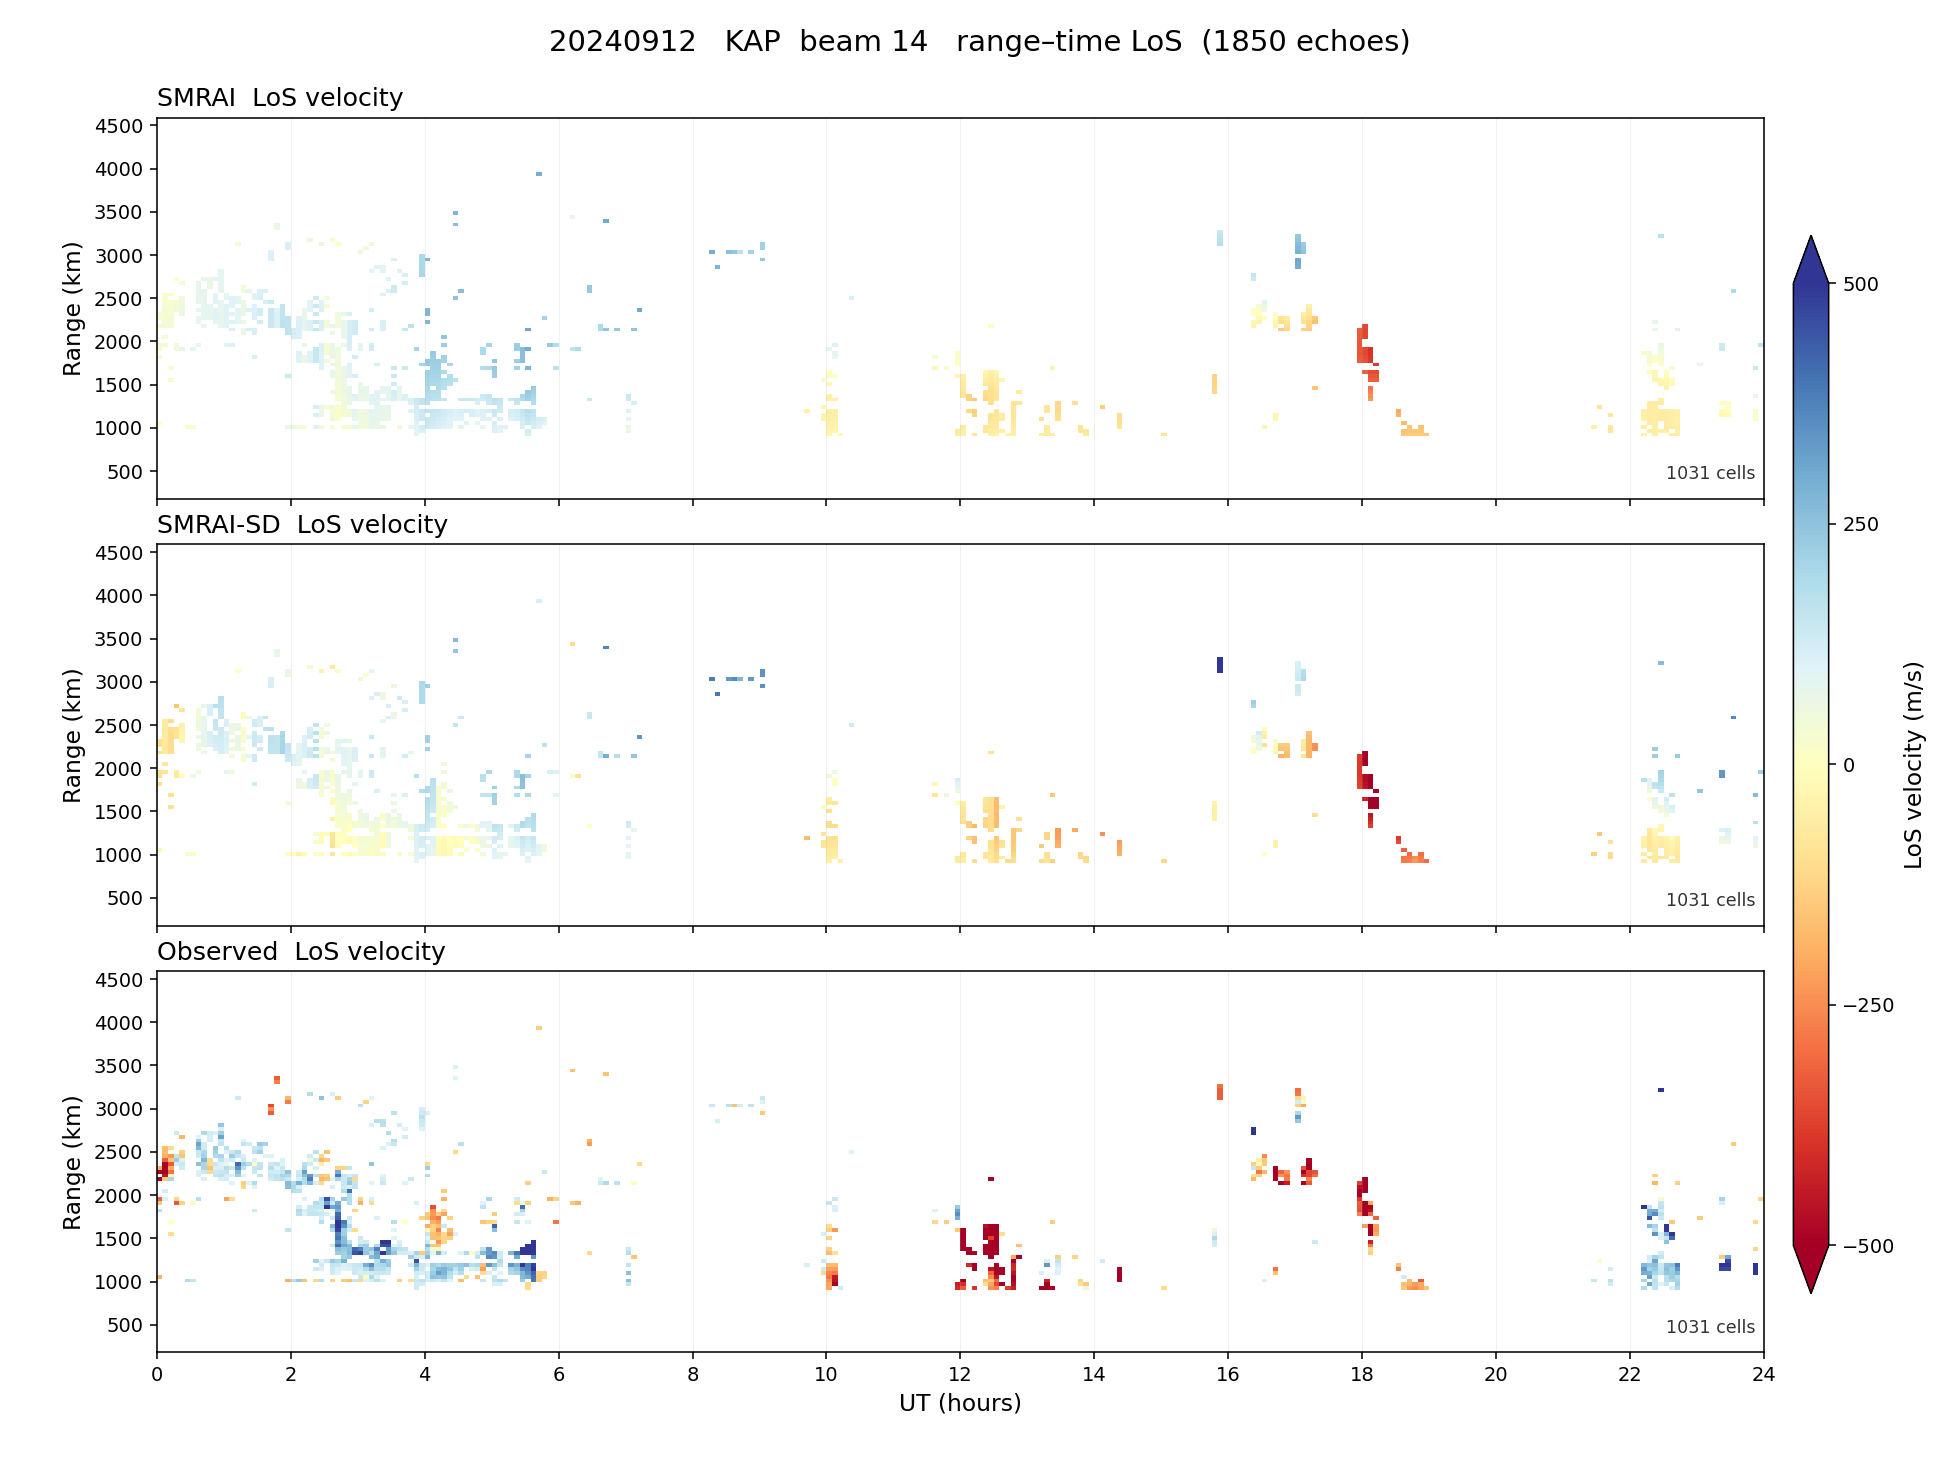 20240912   KAP  beam 14   range–time LoS  (1850 echoes)
SMRAI  LoS velocity
4500
4000
3500
3000
2500
2000
1500
1000
500
Range (km)
1031 cells
SMRAI-SD  LoS velocity
4500
4000
3500
3000
2500
2000
1500
1000
500
Range (km)
1031 cells
Observed  LoS velocity
4500
4000
3500
3000
2500
2000
1500
1000
500
Range (km)
1031 cells
0 2 4 6 8 10 12 14 16 18 20 22 24
UT (hours)
500
250
0
−250
−500
LoS velocity (m/s)